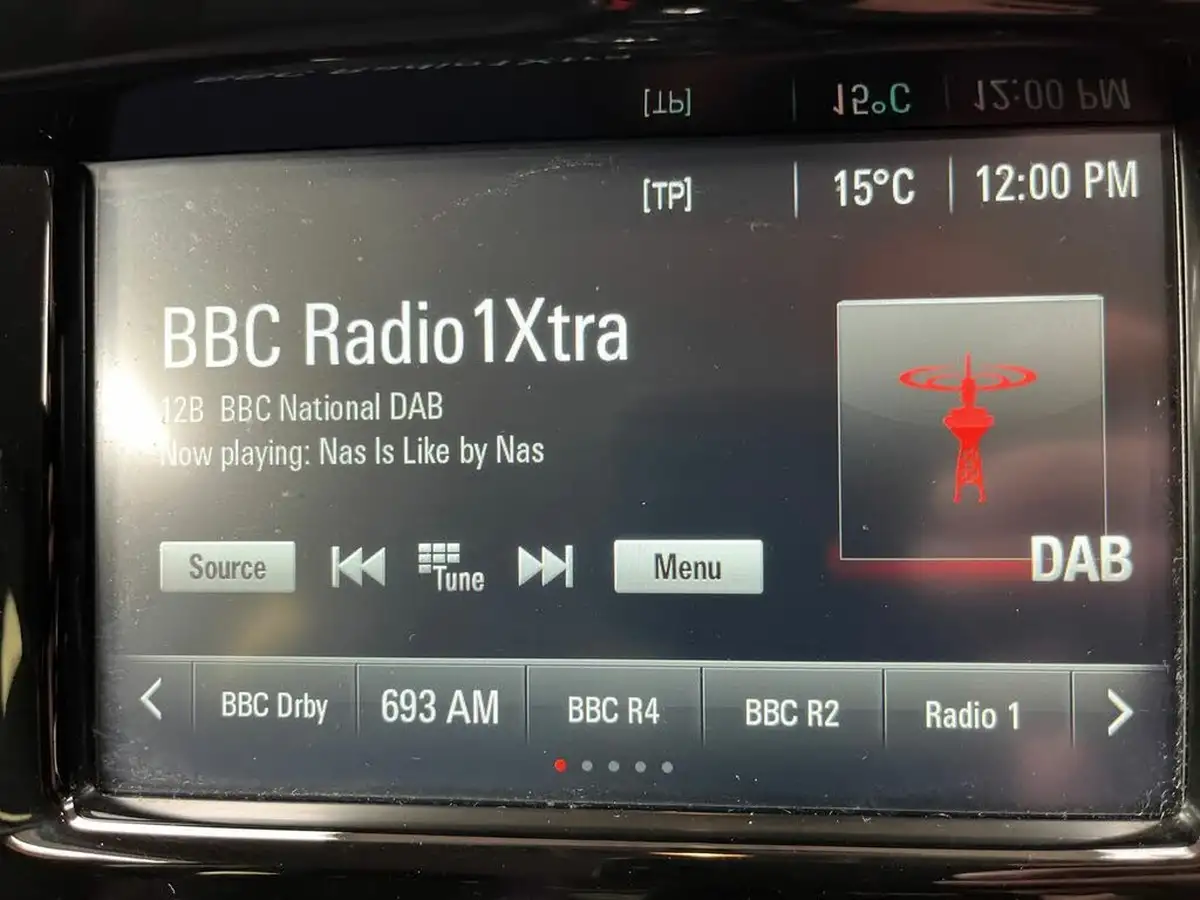 [TP] 15°C 12:00 PM
BBC Radio1Xtra
12B BBC National DAB
Now playing: Nas Is Like by Nas
DAB
Source Tune Menu
BBC Drby 693 AM BBC R4 BBC R2 Radio 1